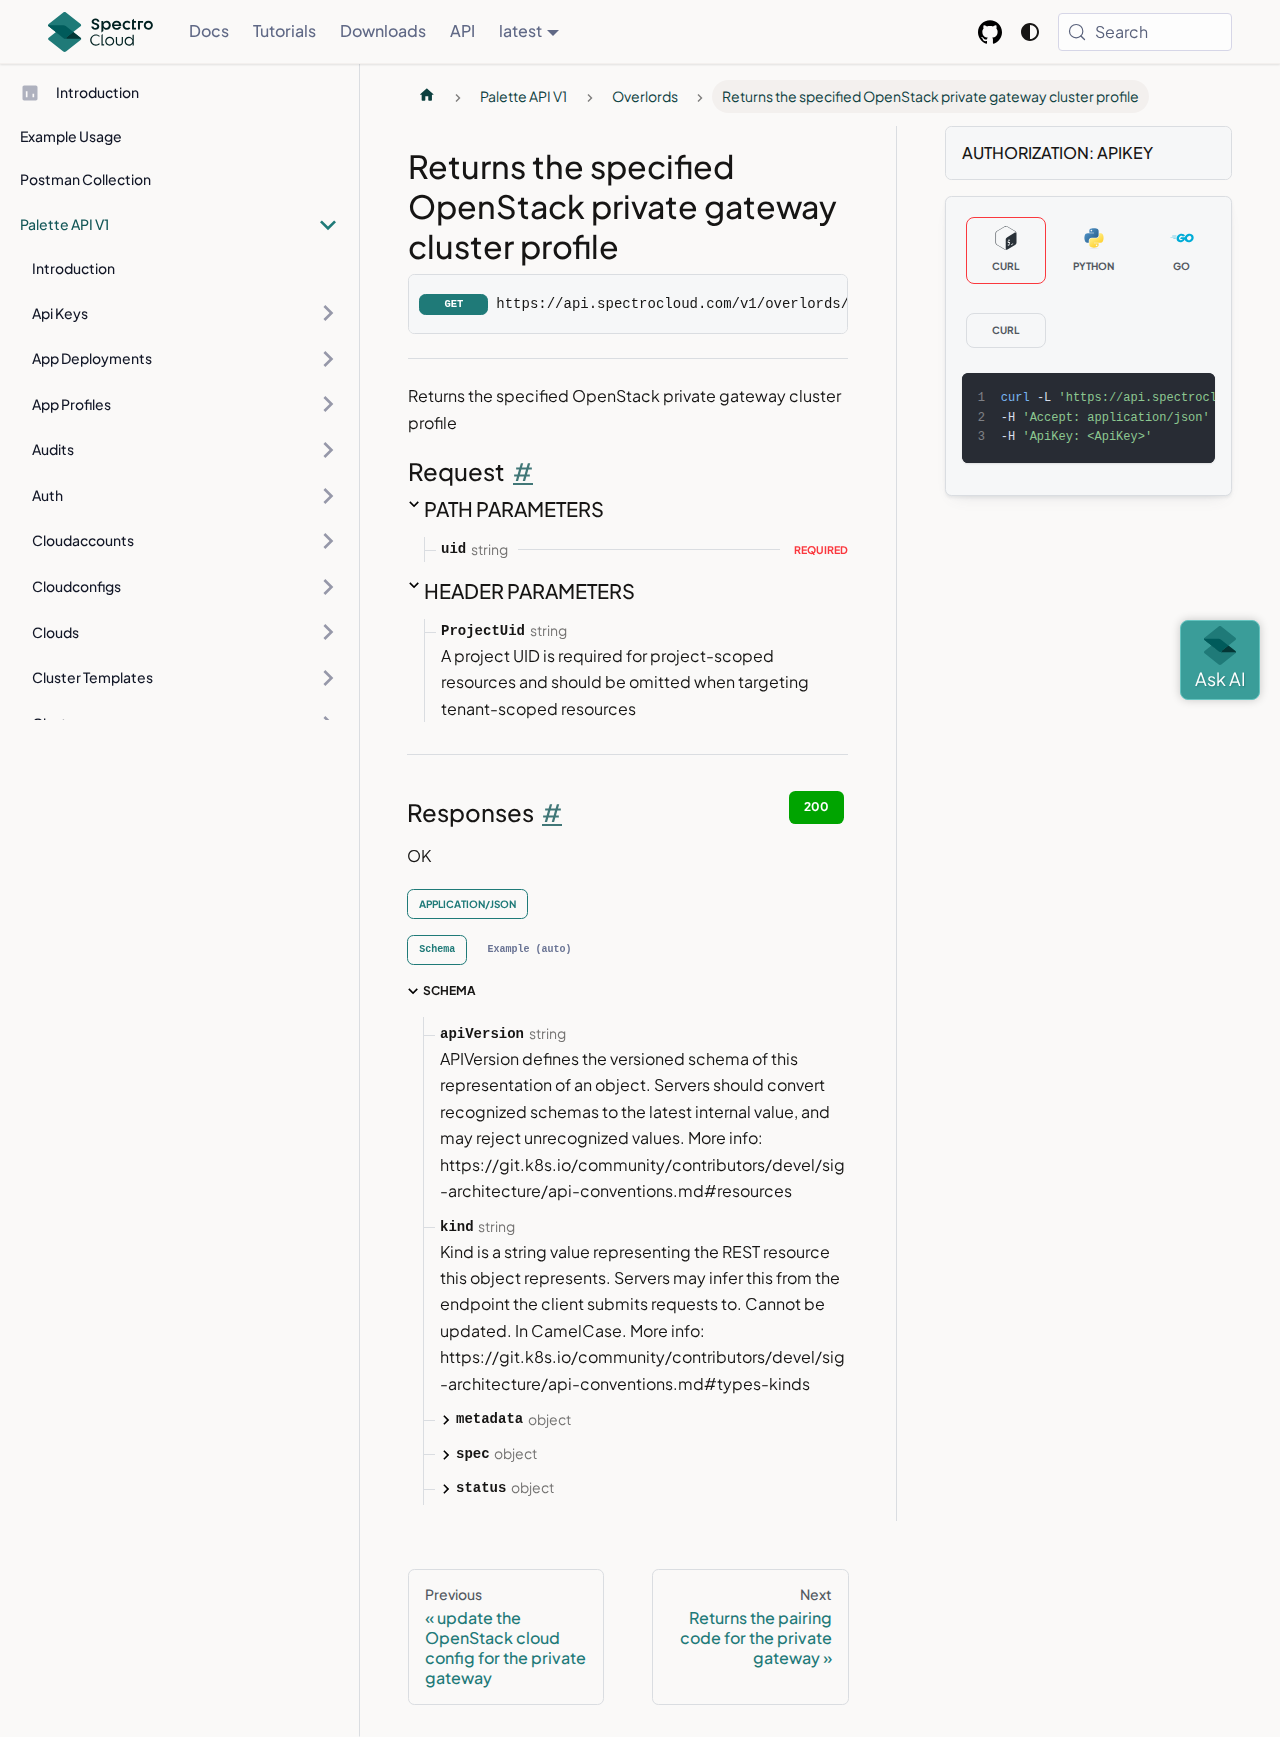 Spectro Cloud
Docs
Tutorials
Downloads
API
latest
Search
Introduction
Example Usage
Postman Collection
Palette API V1
Introduction
Api Keys
App Deployments
App Profiles
Audits
Auth
Cloudaccounts
Cloudconfigs
Clouds
Cluster Templates
Palette API V1
Overlords
Returns the specified OpenStack private gateway cluster profile
Returns the specified
OpenStack private gateway
cluster profile
GET https://api.spectrocloud.com/v1/overlords/
Returns the specified OpenStack private gateway cluster
profile
Request #
PATH PARAMETERS
uid string REQUIRED
HEADER PARAMETERS
ProjectUid string
A project UID is required for project-scoped
resources and should be omitted when targeting
tenant-scoped resources
Responses #
200
OK
APPLICATION/JSON
Schema
Example (auto)
SCHEMA
apiVersion string
APIVersion defines the versioned schema of this
representation of an object. Servers should convert
recognized schemas to the latest internal value, and
may reject unrecognized values. More info:
https://git.k8s.io/community/contributors/devel/sig
-architecture/api-conventions.md#resources
kind string
Kind is a string value representing the REST resource
this object represents. Servers may infer this from the
endpoint the client submits requests to. Cannot be
updated. In CamelCase. More info:
https://git.k8s.io/community/contributors/devel/sig
-architecture/api-conventions.md#types-kinds
metadata object
spec object
status object
Previous
« update the
OpenStack cloud
config for the private
gateway
Next
Returns the pairing
code for the private
gateway »
AUTHORIZATION: APIKEY
CURL
PYTHON
GO
CURL
1 curl -L 'https://api.spectrocl
2 -H 'Accept: application/json'
3 -H 'ApiKey: <ApiKey>'
Ask AI